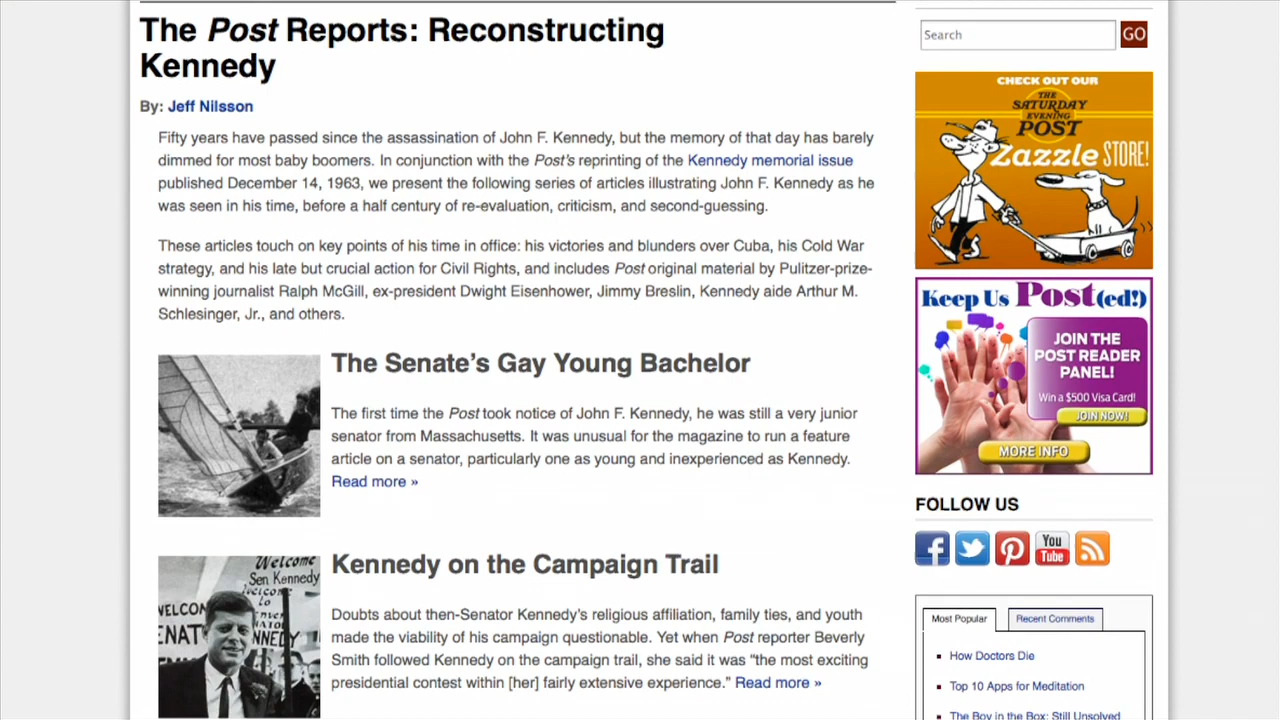 The Post Reports: Reconstructing
Kennedy
By: Jeff Nilsson
Fifty years have passed since the assassination of John F. Kennedy, but the memory of that day has barely
dimmed for most baby boomers. In conjunction with the Post's reprinting of the Kennedy memorial issue
published December 14, 1963, we present the following series of articles illustrating John F. Kennedy as he
was seen in his time, before a half century of re-evaluation, criticism, and second-guessing.
These articles touch on key points of his time in office: his victories and blunders over Cuba, his Cold War
strategy, and his late but crucial action for Civil Rights, and includes Post original material by Pulitzer-prize-
winning journalist Ralph McGill, ex-president Dwight Eisenhower, Jimmy Breslin, Kennedy aide Arthur M.
Schlesinger, Jr., and others.
The Senate's Gay Young Bachelor
The first time the Post took notice of John F. Kennedy, he was still a very junior
senator from Massachusetts. It was unusual for the magazine to run a feature
article on a senator, particularly one as young and inexperienced as Kennedy.
Read more »
Welcome
Sen Kennedy
Welcome
to
WELCO
ENAT
NNEDY
Kennedy on the Campaign Trail
Doubts about then-Senator Kennedy's religious affiliation, family ties, and youth
made the viability of his campaign questionable. Yet when Post reporter Beverly
Smith followed Kennedy on the campaign trail, she said it was "the most exciting
presidential contest within [her] fairly extensive experience." Read more »
Search
GO
CHECK OUT OUR
THE
SATURDAY
EVENING
POST
Zazzle STORE!
Keep Us Post(ed!)
JOIN THE
POST READER
PANEL!
Win a $500 Visa Card!
JOIN NOW!
MORE INFO
FOLLOW US
You
Tube
Most Popular
Recent Comments
How Doctors Die
Top 10 Apps for Meditation
The Boy in the Box: Still Unsolved